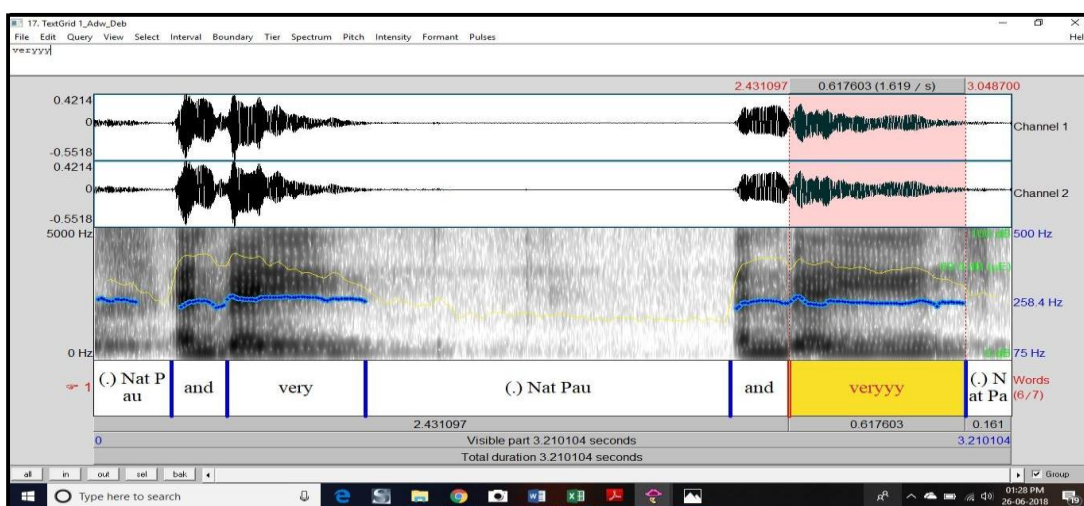 17. TextGrid 1_Adw_Deb
File Edit Query View Select Interval Boundary Tier Spectrum Pitch Intensity Formant Pulses Hel
veryyy
2.431097 0.617603 (1.619 / s) 3.048700
0.4214
0
-0.5518
Channel 1
0.4214
0
-0.5518
Channel 2
5000 Hz
500 Hz
258.4 Hz
0 Hz
75 Hz
1
(.) Nat P
au
and
very
(.) Nat Pau
and
veryyy
(.) N
at Pa
Words
(6/7)
2.431097 0.617603 0.161
0 Visible part 3.210104 seconds 3.210104
Total duration 3.210104 seconds
all in out sel bak Group
Type here to search
01:28 PM
26-06-2018
19